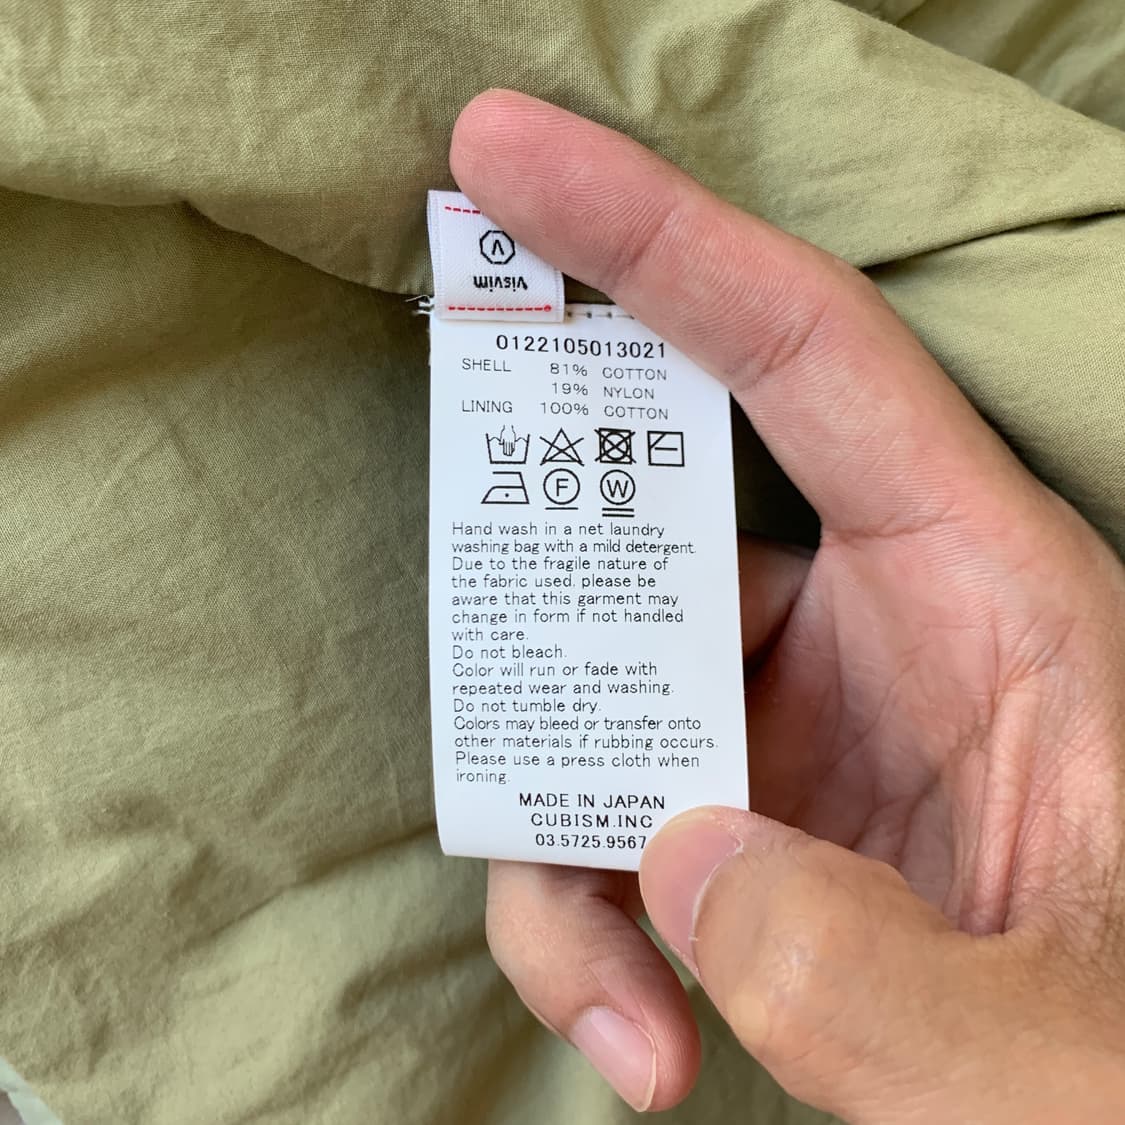 visvim
0122105013021
SHELL 81% COTTON
19% NYLON
LINING 100% COTTON
F W
Hand wash in a net laundry
washing bag with a mild detergent.
Due to the fragile nature of
the fabric used, please be
aware that this garment may
change in form if not handled
with care.
Do not bleach.
Color will run or fade with
repeated wear and washing.
Do not tumble dry.
Colors may bleed or transfer onto
other materials if rubbing occurs.
Please use a press cloth when
ironing.
MADE IN JAPAN
CUBISM.INC
03.5725.9567